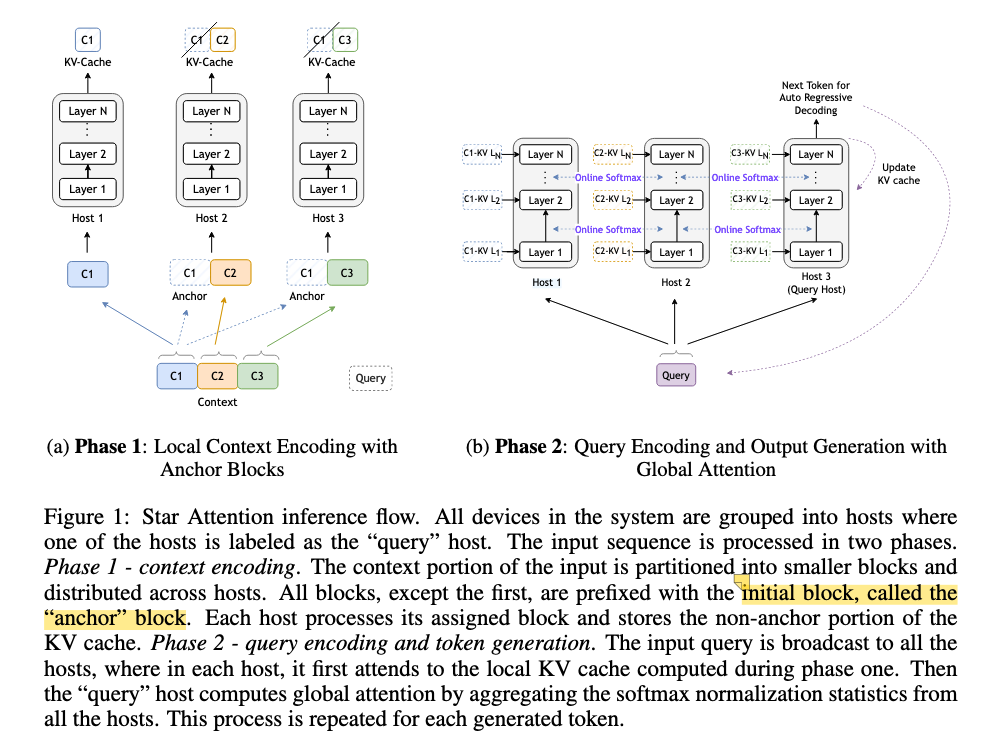 C1
C1 C2
C1 C3
KV-Cache
KV-Cache
KV-Cache
Layer N
Layer 2
Layer 1
Host 1
Layer N
Layer 2
Layer 1
Host 2
Layer N
Layer 2
Layer 1
Host 3
C1
C1 C2
Anchor
C1 C3
Anchor
C1 C2 C3
Context
Query
Next Token for
Auto Regressive
Decoding
C1-KV LN
Layer N
C2-KV LN
Layer N
C3-KV LN
Layer N
Online Softmax
Online Softmax
Update
KV cache
C1-KV L2
Layer 2
C2-KV L2
Layer 2
C3-KV L2
Layer 2
Online Softmax
Online Softmax
C1-KV L1
Layer 1
C2-KV L1
Layer 1
C3-KV L1
Layer 1
Host 1
Host 2
Host 3
(Query Host)
Query
(a) Phase 1: Local Context Encoding with
Anchor Blocks
(b) Phase 2: Query Encoding and Output Generation with
Global Attention
Figure 1: Star Attention inference flow. All devices in the system are grouped into hosts where
one of the hosts is labeled as the “query” host. The input sequence is processed in two phases.
Phase 1 - context encoding. The context portion of the input is partitioned into smaller blocks and
distributed across hosts. All blocks, except the first, are prefixed with the initial block, called the
“anchor” block. Each host processes its assigned block and stores the non-anchor portion of the
KV cache. Phase 2 - query encoding and token generation. The input query is broadcast to all the
hosts, where in each host, it first attends to the local KV cache computed during phase one. Then
the “query” host computes global attention by aggregating the softmax normalization statistics from
all the hosts. This process is repeated for each generated token.